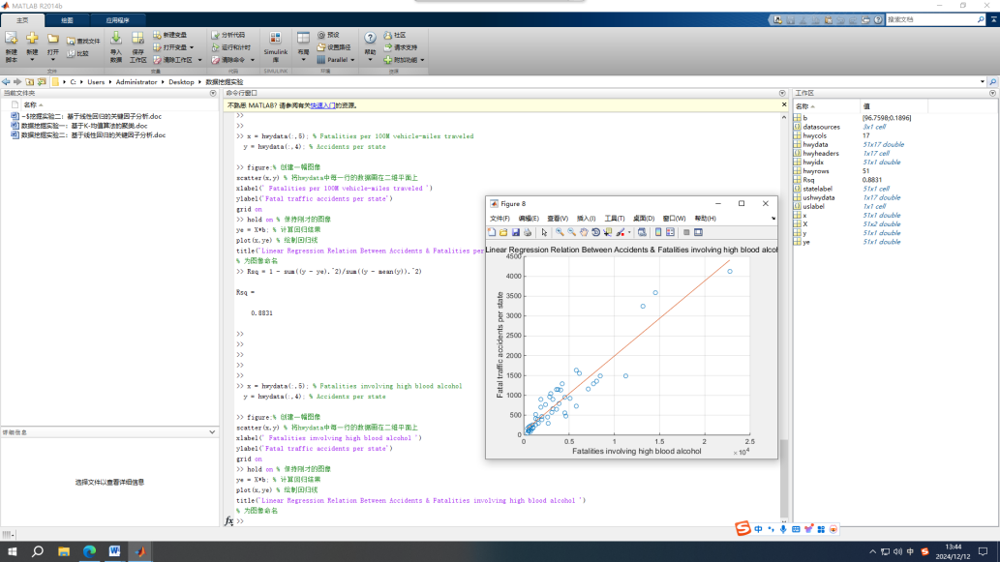 MATLAB R2014b
主页
绘图
应用程序
搜索文档
新建
脚本
新建
打开
查找文件
比较
导入
数据
保存
工作区
新建变量
打开变量
清除工作区
分析代码
运行和计时
清除命令
Simulink
库
布局
预设
设置路径
Parallel
帮助
社区
请求支持
附加功能
文件
变量
代码
SIMULINK
环境
资源
C: Users Administrator Desktop 数据挖掘实验
当前文件夹
名称
~$挖掘实验二：基于线性回归的关键因子分析.doc
数据挖掘实验一：基于K-均值算法的聚类.doc
数据挖掘实验二：基于线性回归的关键因子分析.doc
详细信息
选择文件以查看详细信息
命令行窗口
不熟悉 MATLAB? 请参阅有关快速入门的资源。
>>
>>
>> x = hwydata(:,5); % Fatalities per 100M vehicle-miles traveled
y = hwydata(:,4); % Accidents per state
>> figure;% 创建一幅图像
scatter(x,y) % 将hwydata中每一行的数据画在二维平面上
xlabel(' Fatalities per 100M vehicle-miles traveled ')
ylabel('Fatal traffic accidents per state')
grid on
>> hold on % 保持刚才的图像
ye = X*b; % 计算回归结果
plot(x,ye) % 绘制回归线
title('Linear Regression Relation Between Accidents & Fatalities per
% 为图像命名
>> Rsq = 1 - sum((y - ye).^2)/sum((y - mean(y)).^2)
Rsq =
0.8831
>>
>>
>>
>>
>>
>> x = hwydata(:,5); % Fatalities involving high blood alcohol
y = hwydata(:,4); % Accidents per state
>> figure;% 创建一幅图像
scatter(x,y) % 将hwydata中每一行的数据画在二维平面上
xlabel(' Fatalities involving high blood alcohol ')
ylabel('Fatal traffic accidents per state')
grid on
>> hold on % 保持刚才的图像
ye = X*b; % 计算回归结果
plot(x,ye) % 绘制回归线
title('Linear Regression Relation Between Accidents & Fatalities involving high blood alcohol ')
% 为图像命名
fx >>
Figure 8
文件(F) 编辑(E) 查看(V) 插入(I) 工具(T) 桌面(D) 窗口(W) 帮助(H)
Linear Regression Relation Between Accidents & Fatalities involving high blood alcoh
Fatal traffic accidents per state
4500
4000
3500
3000
2500
2000
1500
1000
500
0
0 0.5 1 1.5 2 2.5
× 10^4
Fatalities involving high blood alcohol
工作区
名称 值
b [96.7598;0.1896]
datasources 3x1 cell
hwycols 17
hwydata 51x17 double
hwyheaders 1x17 cell
hwyidx 51x1 double
hwyrows 51
Rsq 0.8831
statelabel 51x1 cell
ushwydata 1x17 double
uslabel 1x1 cell
x 51x1 double
X 51x2 double
y 51x1 double
ye 51x1 double
中
中
13:44
2024/12/12